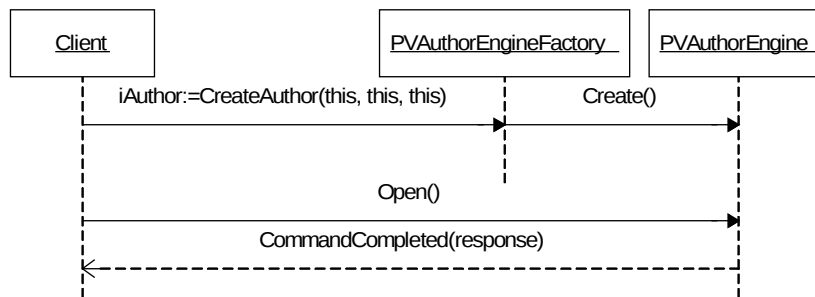 Client
PVAuthorEngineFactory
PVAuthorEngine
iAuthor:=CreateAuthor(this, this, this)
Create()
Open()
CommandCompleted(response)